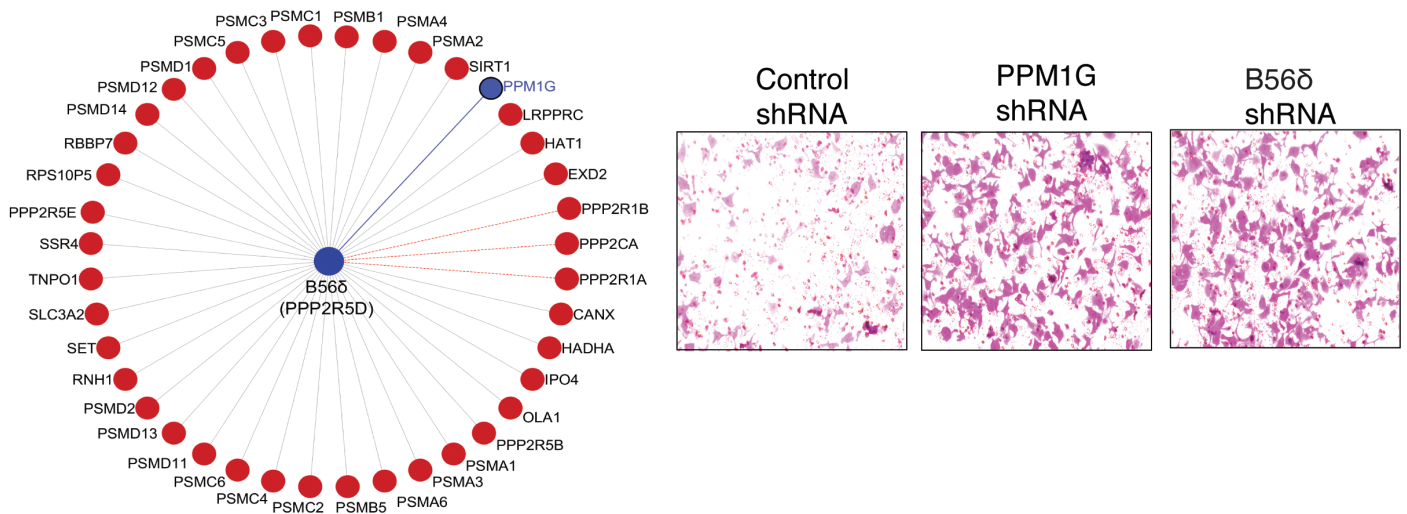 PSMC1
PSMB1
PSMA4
PSMA2
SIRT1
PPM1G
LRPPRC
HAT1
EXD2
PPP2R1B
PPP2CA
PPP2R1A
CANX
HADHA
IPO4
OLA1
PPP2R5B
PSMA1
PSMA3
PSMA6
PSMB5
PSMC2
PSMC4
PSMC6
PSMD11
PSMD13
PSMD2
RNH1
SET
SLC3A2
TNPO1
SSR4
PPP2R5E
RPS10P5
RBBP7
PSMD14
PSMD12
PSMD1
PSMC5
PSMC3
B56δ
(PPP2R5D)
Control
shRNA
PPM1G
shRNA
B56δ
shRNA